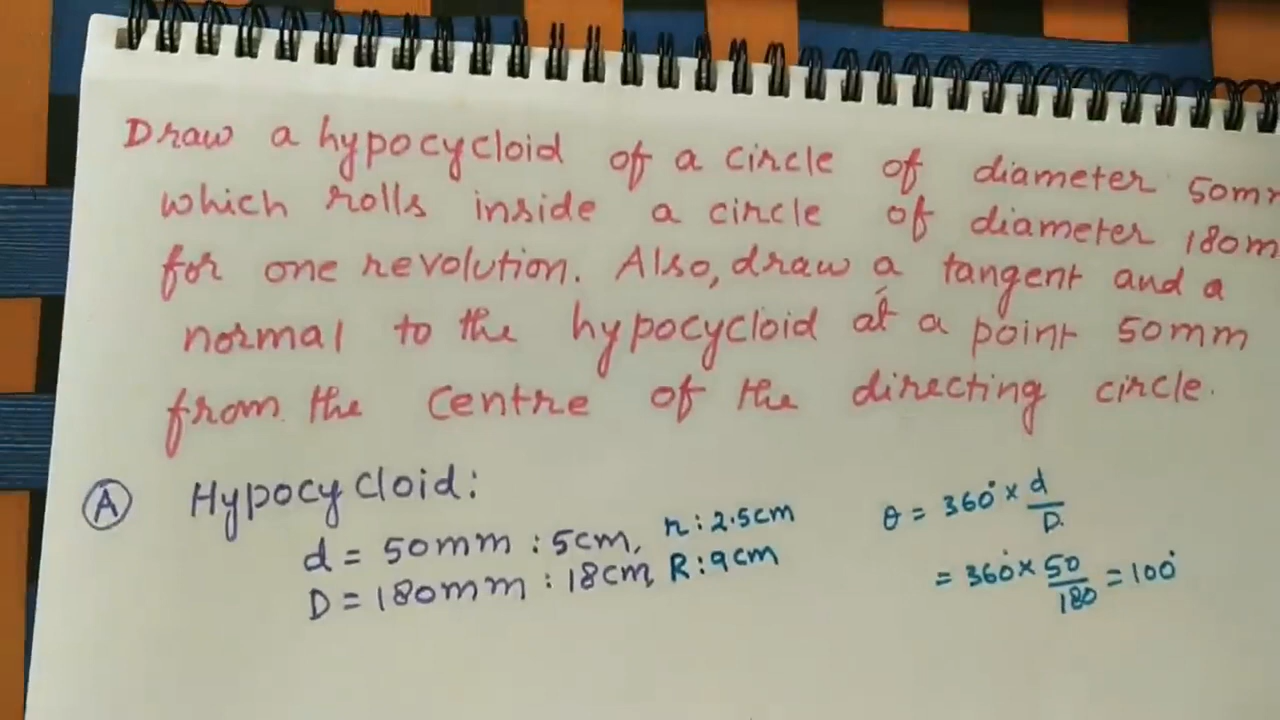 Draw a hypocycloid of a circle of diameter 50m
which rolls inside a circle of diameter 180m
for one revolution. Also, draw a tangent and a
normal to the hypocycloid at a point 50mm
from the centre of the directing circle.
A Hypocycloid:
d = 50mm : 5cm, r : 2.5cm
D = 180mm : 18cm R : 9cm
θ = 360° × d/D.
= 360° × 50/180 = 100°